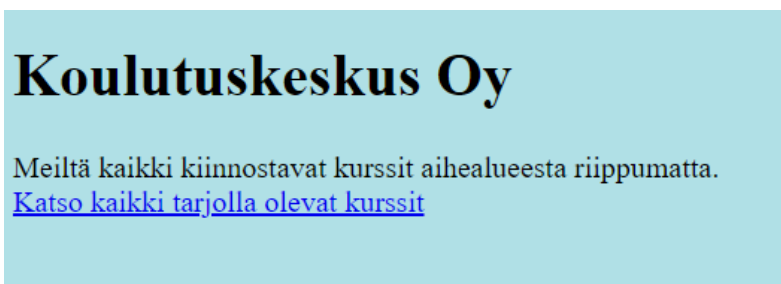 Koulutuskeskus Oy
Meiltä kaikki kiinnostavat kurssit aihealueesta riippumatta.
Katso kaikki tarjolla olevat kurssit